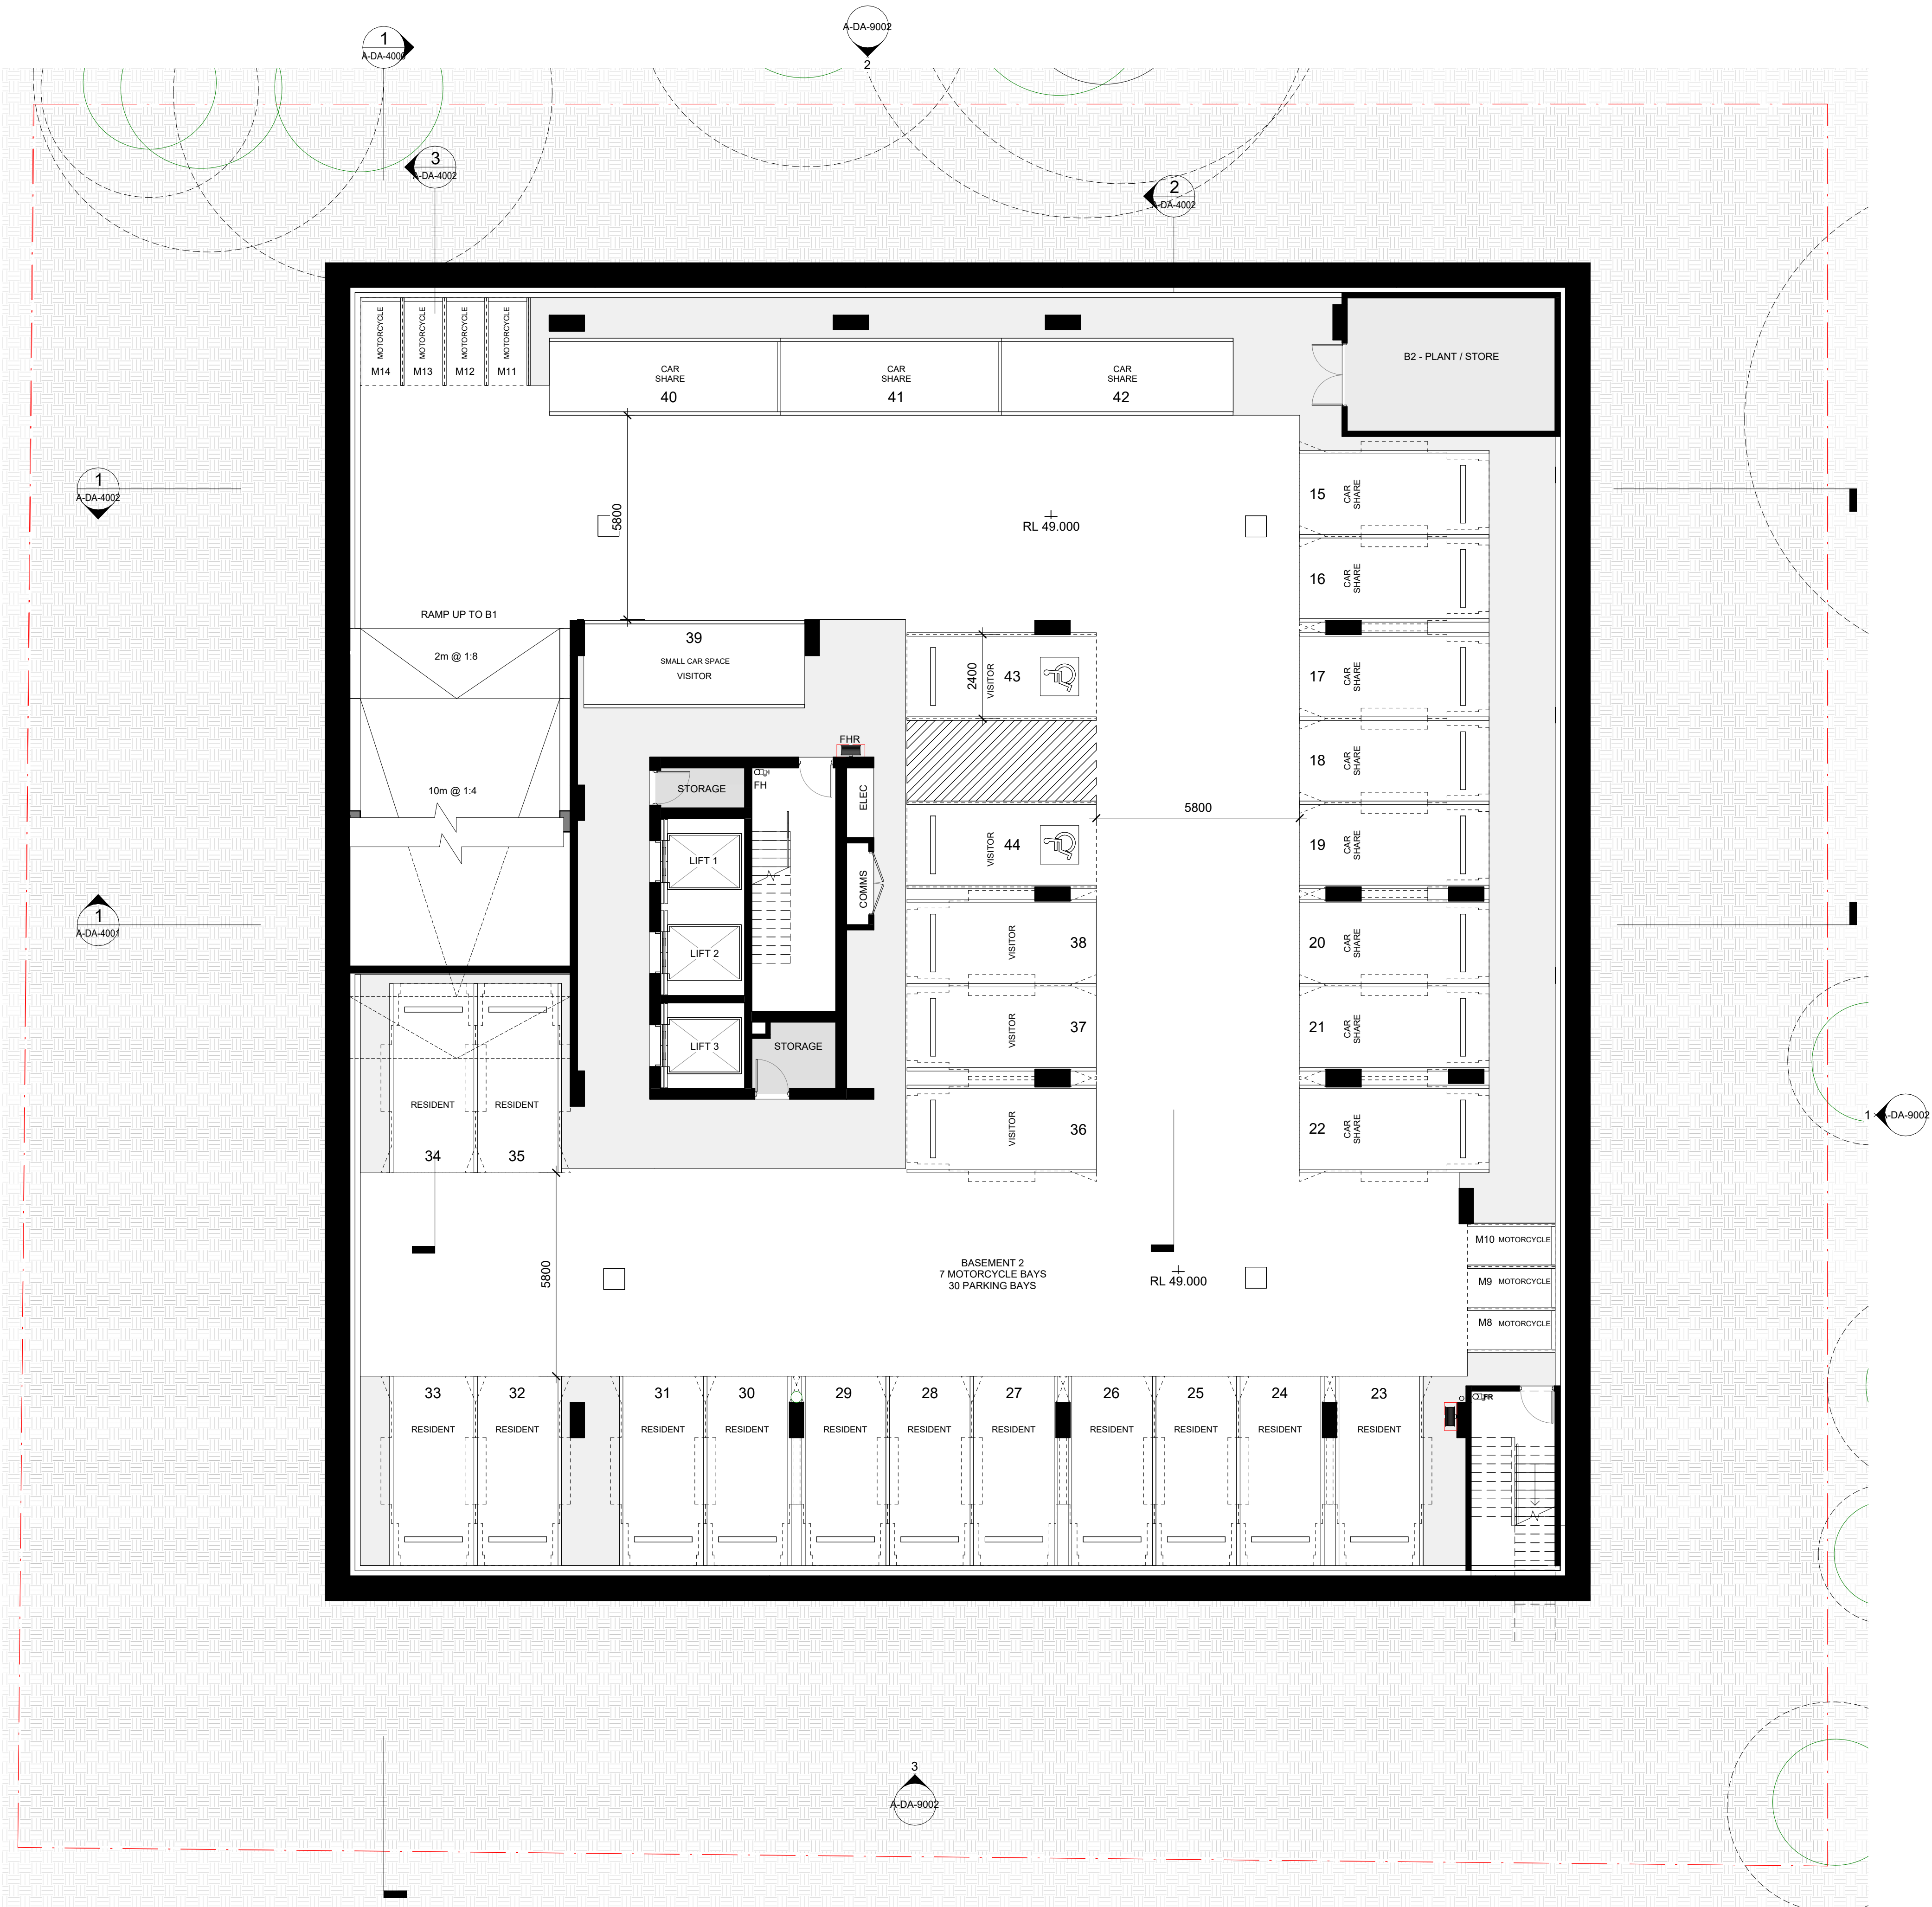 1
A-DA-4000
A-DA-9002
2
3
A-DA-4002
2
A-DA-4002
MOTORCYCLE
M14
MOTORCYCLE
M13
MOTORCYCLE
M12
MOTORCYCLE
M11
CAR
SHARE
40
CAR
SHARE
41
CAR
SHARE
42
B2 - PLANT / STORE
1
A-DA-4002
5800
RL 49.000
15
CAR
SHARE
16
CAR
SHARE
RAMP UP TO B1
2m @ 1:8
10m @ 1:4
39
SMALL CAR SPACE
VISITOR
2400
VISITOR
43
17
CAR
SHARE
FHR
FH
STORAGE
ELEC
18
CAR
SHARE
5800
LIFT 1
COMMS
VISITOR
44
19
CAR
SHARE
1
A-DA-4001
LIFT 2
VISITOR
38
20
CAR
SHARE
LIFT 3
STORAGE
VISITOR
37
21
CAR
SHARE
RESIDENT
34
RESIDENT
35
VISITOR
36
22
CAR
SHARE
1
A-DA-9002
5800
BASEMENT 2
7 MOTORCYCLE BAYS
30 PARKING BAYS
RL 49.000
M10 MOTORCYCLE
M9 MOTORCYCLE
M8 MOTORCYCLE
33
RESIDENT
32
RESIDENT
31
RESIDENT
30
RESIDENT
29
RESIDENT
28
RESIDENT
27
RESIDENT
26
RESIDENT
25
RESIDENT
24
RESIDENT
23
RESIDENT
FR
3
A-DA-9002